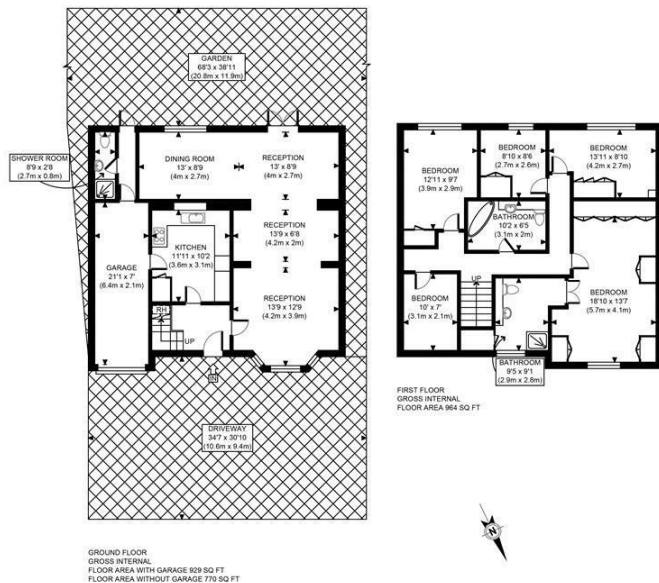 GARDEN
68'3 x 38'11
(20.8m x 11.9m)
SHOWER ROOM
8'9 x 2'8
(2.7m x 0.8m)
DINING ROOM
13' x 8'9
(4m x 2.7m)
RECEPTION
13' x 8'9
(4m x 2.7m)
RECEPTION
13'9 x 6'8
(4.2m x 2m)
KITCHEN
11'11 x 10'2
(3.6m x 3.1m)
GARAGE
21'1 x 7'
(6.4m x 2.1m)
RECEPTION
13'9 x 12'9
(4.2m x 3.9m)
RH
UP
IN
DRIVEWAY
34'7 x 30'10
(10.6m x 9.4m)
GROUND FLOOR
GROSS INTERNAL
FLOOR AREA WITH GARAGE 929 SQ FT
FLOOR AREA WITHOUT GARAGE 770 SQ FT
BEDROOM
12'11 x 9'7
(3.9m x 2.9m)
BEDROOM
8'10 x 8'6
(2.7m x 2.6m)
BEDROOM
13'11 x 8'10
(4.2m x 2.7m)
BATHROOM
10'2 x 6'5
(3.1m x 2m)
BEDROOM
10' x 7'
(3.1m x 2.1m)
UP
BEDROOM
18'10 x 13'7
(5.7m x 4.1m)
BATHROOM
9'5 x 9'1
(2.9m x 2.8m)
FIRST FLOOR
GROSS INTERNAL
FLOOR AREA 964 SQ FT
N